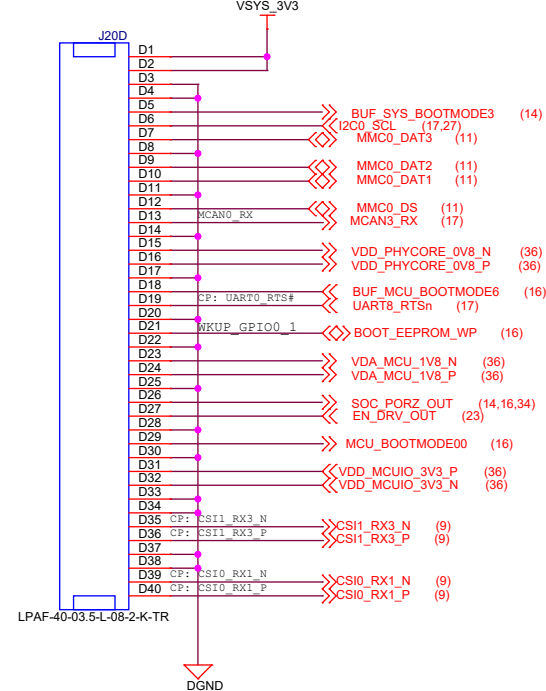 VSYS_3V3
J20D
D1
D2
D3
D4
D5 BUF_SYS_BOOTMODE3 (14)
D6 I2C0_SCL (17,27)
D7 MMC0_DAT3 (11)
D8
D9 MMC0_DAT2 (11)
D10 MMC0_DAT1 (11)
D11
D12 MMC0_DS (11)
D13 MCAN0_RX MCAN3_RX (17)
D14
D15 VDD_PHYCORE_0V8_N (36)
D16 VDD_PHYCORE_0V8_P (36)
D17
D18 BUF_MCU_BOOTMODE6 (16)
D19 CP: UART0_RTS# UART8_RTSn (17)
D20
D21 WKUP_GPIO0_1 BOOT_EEPROM_WP (16)
D22
D23 VDA_MCU_1V8_N (36)
D24 VDA_MCU_1V8_P (36)
D25
D26 SOC_PORZ_OUT (14,16,34)
D27 EN_DRV_OUT (23)
D28
D29 MCU_BOOTMODE00 (16)
D30
D31 VDD_MCUIO_3V3_P (36)
D32 VDD_MCUIO_3V3_N (36)
D33
D34
D35 CP: CSI1_RX3_N CSI1_RX3_N (9)
D36 CP: CSI1_RX3_P CSI1_RX3_P (9)
D37
D38
D39 CP: CSI0_RX1_N CSI0_RX1_N (9)
D40 CP: CSI0_RX1_P CSI0_RX1_P (9)
LPAF-40-03.5-L-08-2-K-TR
DGND